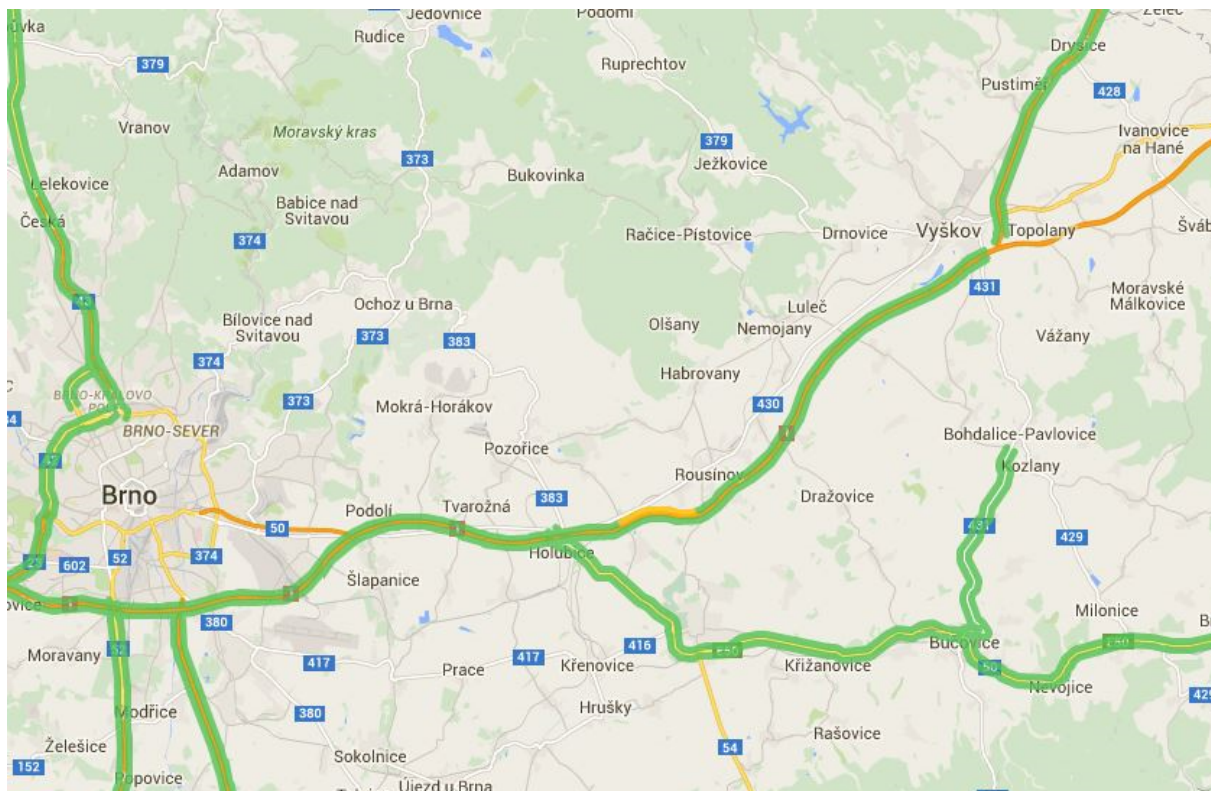 Jedovnice
Podomí
Želeč
Rudice
Drysice
379
Ruprechtov
Pustiměř
428
Vranov
Moravský kras
379
Ivanovice
na Hané
373
Ježkovice
Adamov
Bukovinka
Lelekovice
Babice nad
Svitavou
Česká
374
Račice-Pístovice
Drnovice
Vyškov
Topolany
431
Moravské
Málkovice
Ochoz u Brna
Luleč
Bílovice nad
Svitavou
373
383
Olšany
Nemojany
Vážany
374
Habrovany
373
Mokrá-Horákov
430
BRNO-SEVER
Bohdalice-Pavlovice
Pozořice
Kozlany
Rousínov
Brno
383
Dražovice
Tvarožná
Podolí
50
431
429
Holubice
602
52
374
Šlapanice
Milonice
380
416
Bučovice
Moravany
52
417
Prace
417
Křenovice
Křižanovice
50
Nevojice
429
Modřice
380
Hrušky
Rašovice
Želešice
54
152
Sokolnice
Popovice
Újezd u Brna